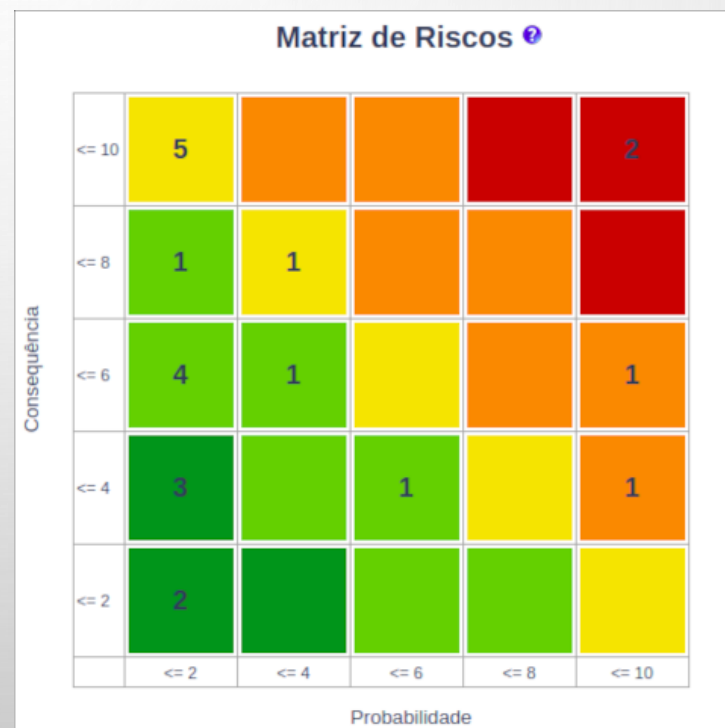 Matriz de Riscos ?
<= 10 5 2
<= 8 1 1
<= 6 4 1 1
<= 4 3 1 1
<= 2 2
<= 2 <= 4 <= 6 <= 8 <= 10
Consequência
Probabilidade